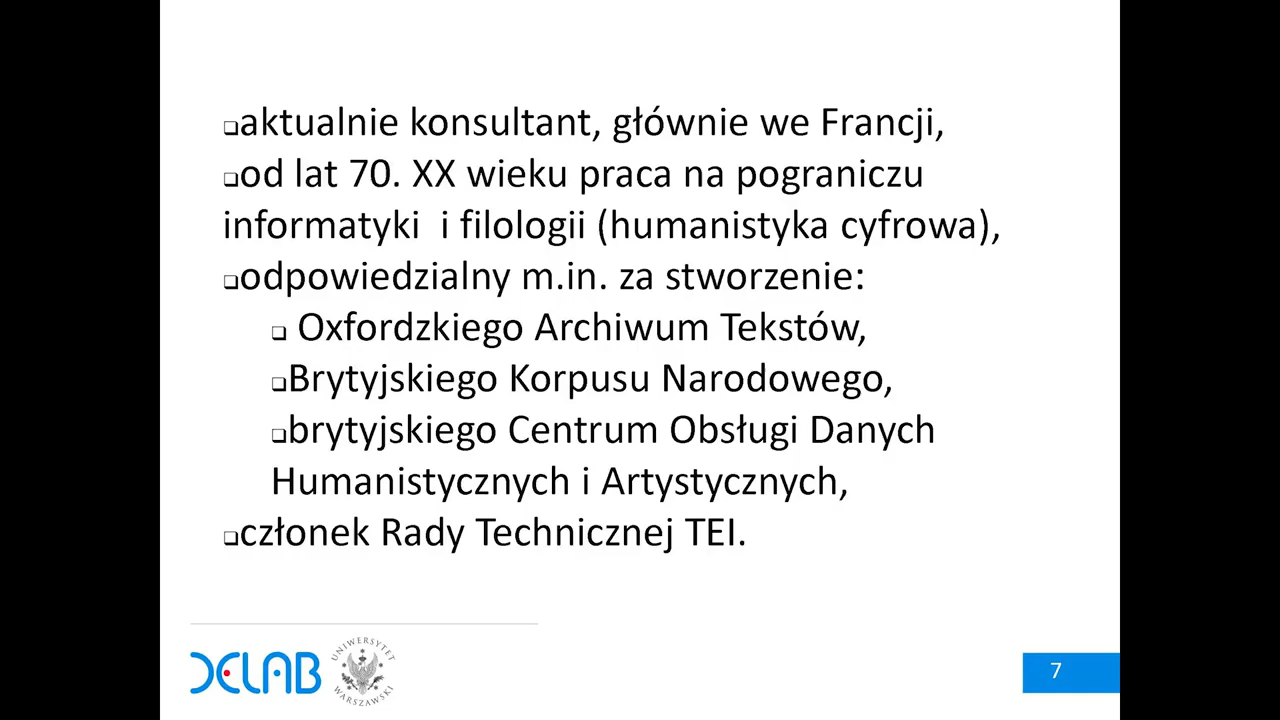 ❑aktualnie konsultant, głównie we Francji,
❑od lat 70. XX wieku praca na pograniczu
informatyki i filologii (humanistyka cyfrowa),
❑odpowiedzialny m.in. za stworzenie:
❑ Oxfordzkiego Archiwum Tekstów,
❑Brytyjskiego Korpusu Narodowego,
❑brytyjskiego Centrum Obsługi Danych
Humanistycznych i Artystycznych,
❑członek Rady Technicznej TEI.
DELAB
UNIWERSYTET
WARSZAWSKI
7